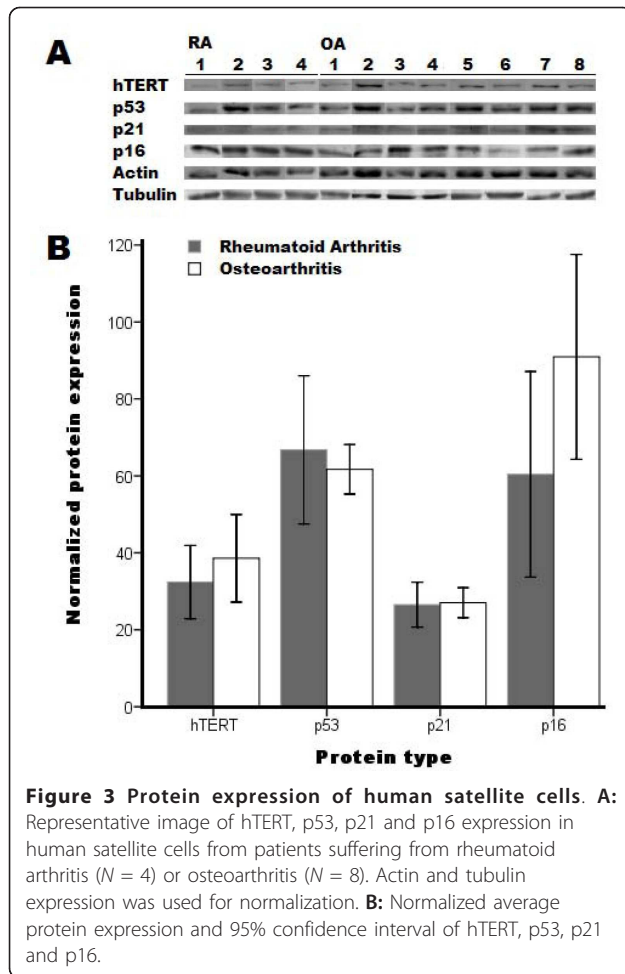 A
RA OA
1 2 3 4 1 2 3 4 5 6 7 8
hTERT
p53
p21
p16
Actin
Tubulin
B
Rheumatoid Arthritis
Osteoarthritis
Normalized protein expression
120
100
80
60
40
20
0
hTERT p53 p21 p16
Protein type
Figure 3 Protein expression of human satellite cells. A:
Representative image of hTERT, p53, p21 and p16 expression in
human satellite cells from patients suffering from rheumatoid
arthritis (N = 4) or osteoarthritis (N = 8). Actin and tubulin
expression was used for normalization. B: Normalized average
protein expression and 95% confidence interval of hTERT, p53, p21
and p16.